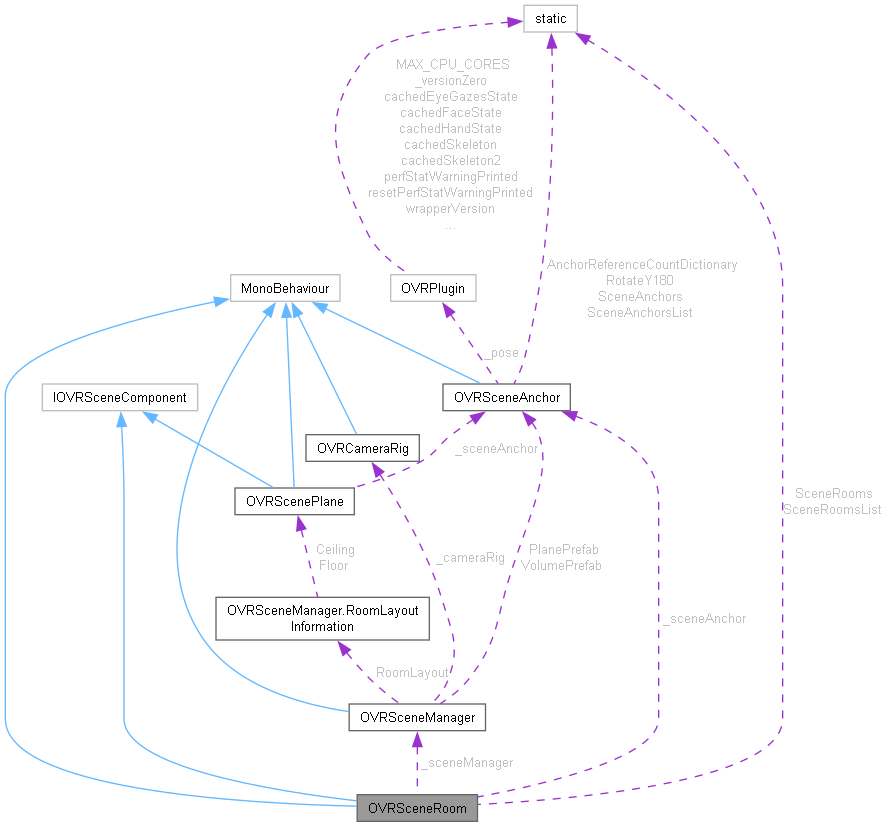 static
MAX_CPU_CORES
_versionZero
cachedEyeGazesState
cachedFaceState
cachedHandState
cachedSkeleton
cachedSkeleton2
perfStatWarningPrinted
resetPerfStatWarningPrinted
wrapperVersion
...
AnchorReferenceCountDictionary
RotateY180
SceneAnchors
SceneAnchorsList
MonoBehaviour
OVRPlugin
_pose
IOVRSceneComponent
OVRSceneAnchor
OVRCameraRig
_sceneAnchor
OVRScenePlane
SceneRooms
SceneRoomsList
Ceiling
Floor
_cameraRig
PlanePrefab
VolumePrefab
OVRSceneManager.RoomLayout
Information
_sceneAnchor
RoomLayout
OVRSceneManager
_sceneManager
OVRSceneRoom